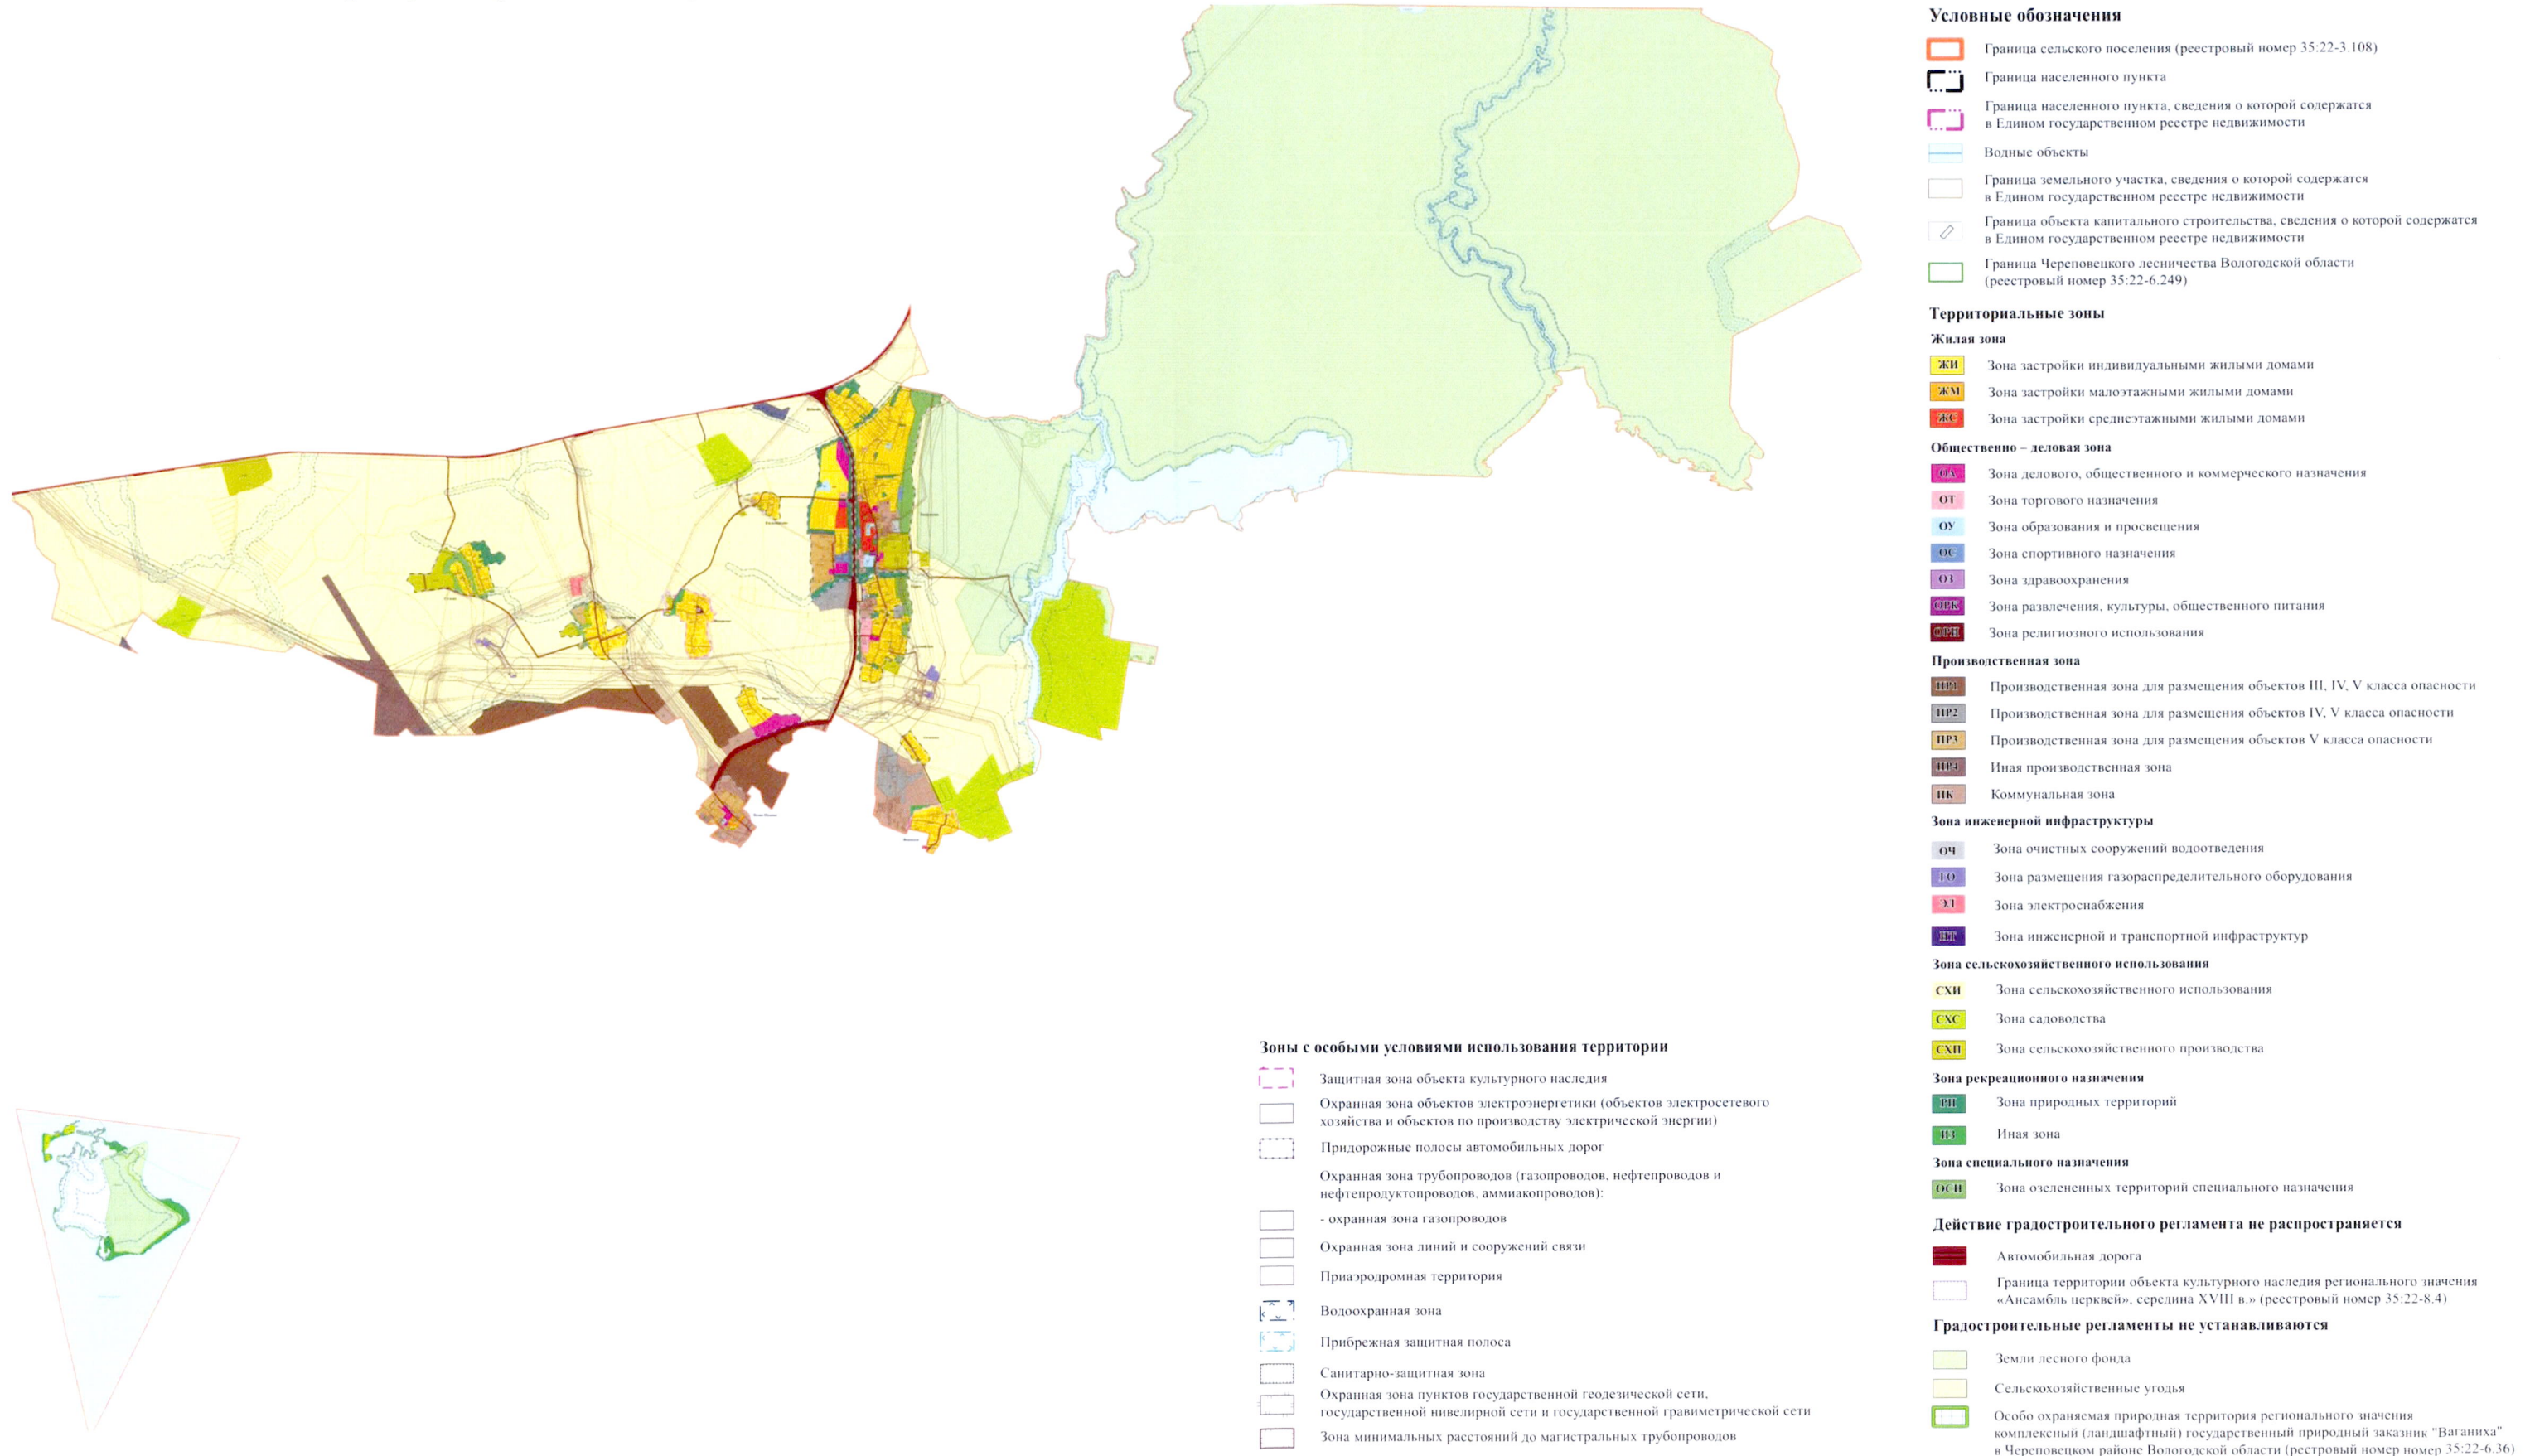 Условные обозначения
Граница сельского поселения (реестровый номер 35:22-3.108)
Граница населенного пункта
Граница населенного пункта, сведения о которой содержатся
в Едином государственном реестре недвижимости
Водные объекты
Граница земельного участка, сведения о которой содержатся
в Едином государственном реестре недвижимости
Граница объекта капитального строительства, сведения о которой содержатся
в Едином государственном реестре недвижимости
Граница Череповецкого лесничества Вологодской области
(реестровый номер 35:22-6.249)
Территориальные зоны
Жилая зона
ЖИ Зона застройки индивидуальными жилыми домами
ЖМ Зона застройки малоэтажными жилыми домами
ЖС Зона застройки среднеэтажными жилыми домами
Общественно – деловая зона
ОД Зона делового, общественного и коммерческого назначения
ОТ Зона торгового назначения
ОУ Зона образования и просвещения
ОС Зона спортивного назначения
ОЗ Зона здравоохранения
ОРК Зона развлечения, культуры, общественного питания
ОРИ Зона религиозного использования
Производственная зона
ПР1 Производственная зона для размещения объектов III, IV, V класса опасности
ПР2 Производственная зона для размещения объектов IV, V класса опасности
ПР3 Производственная зона для размещения объектов V класса опасности
ПР4 Иная производственная зона
ПК Коммунальная зона
Зона инженерной инфраструктуры
ОЧ Зона очистных сооружений водоотведения
ГО Зона размещения газораспределительного оборудования
ЭЛ Зона электроснабжения
ИТ Зона инженерной и транспортной инфраструктур
Зона сельскохозяйственного использования
СХИ Зона сельскохозяйственного использования
СХС Зона садоводства
СХП Зона сельскохозяйственного производства
Зона рекреационного назначения
РП Зона природных территорий
ИЗ Иная зона
Зона специального назначения
ОСН Зона озелененных территорий специального назначения
Действие градостроительного регламента не распространяется
Автомобильная дорога
Граница территории объекта культурного наследия регионального значения
«Ансамбль церквей», середина XVIII в.» (реестровый номер 35:22-8.4)
Градостроительные регламенты не устанавливаются
Земли лесного фонда
Сельскохозяйственные угодья
Особо охраняемая природная территория регионального значения
комплексный (ландшафтный) государственный природный заказник "Ваганиха"
в Череповецком районе Вологодской области (рестровый номер номер 35:22-6.36)
Зоны с особыми условиями использования территории
Защитная зона объекта культурного наследия
Охранная зона объектов электроэнергетики (объектов электросетевого
хозяйства и объектов по производству электрической энергии)
Придорожные полосы автомобильных дорог
Охранная зона трубопроводов (газопроводов, нефтепроводов и
нефтепродуктопроводов, аммиакопроводов):
- охранная зона газопроводов
Охранная зона линий и сооружений связи
Приаэродромная территория
Водоохранная зона
Прибрежная защитная полоса
Санитарно-защитная зона
Охранная зона пунктов государственной геодезической сети,
государственной нивелирной сети и государственной гравиметрической сети
Зона минимальных расстояний до магистральных трубопроводов